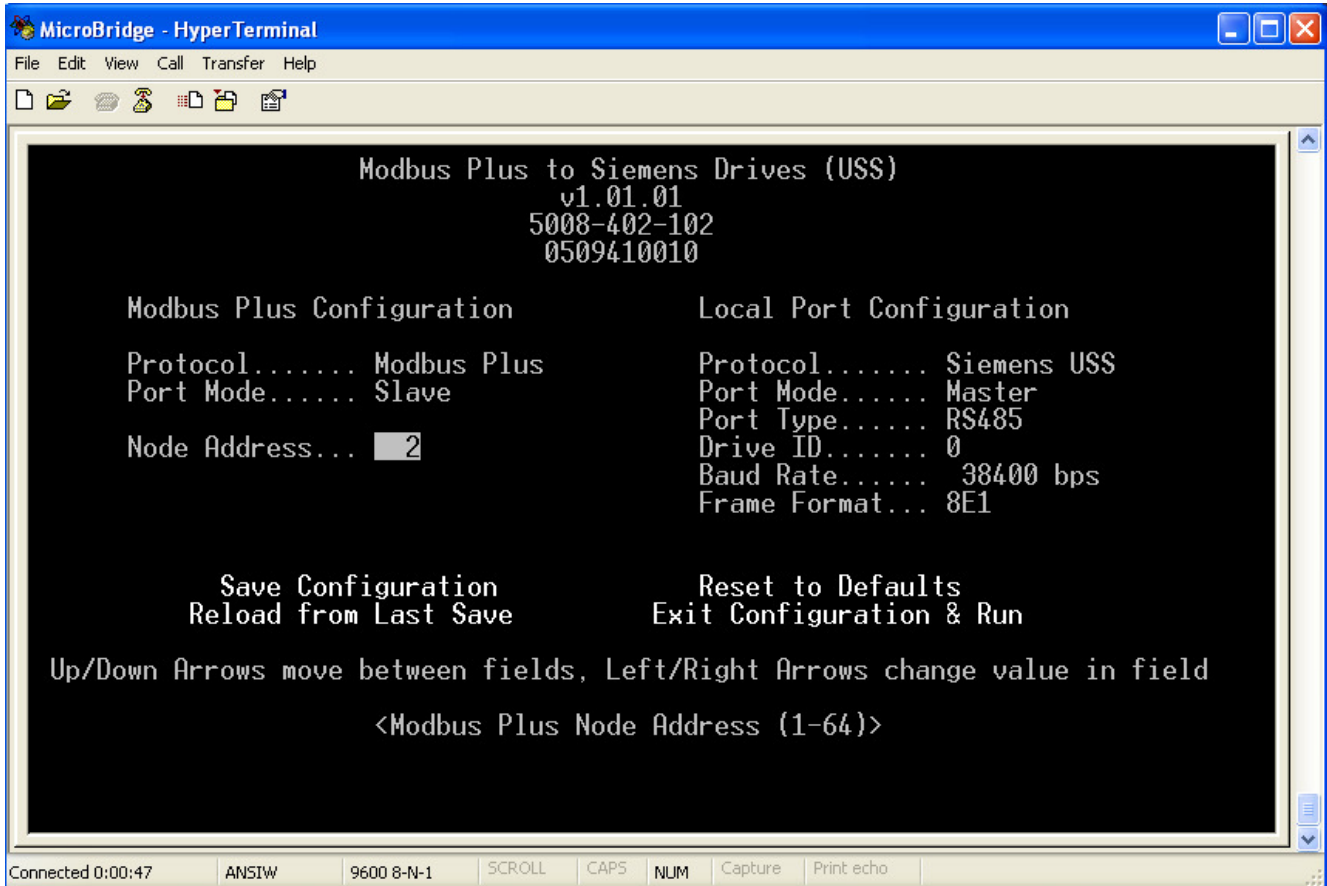 MicroBridge - HyperTerminal
File Edit View Call Transfer Help
Modbus Plus to Siemens Drives (USS)
v1.01.01
5008-402-102
0509410010
Modbus Plus Configuration Local Port Configuration
Protocol....... Modbus Plus Protocol....... Siemens USS
Port Mode...... Slave Port Mode...... Master
Port Type...... RS485
Node Address... 2 Drive ID....... 0
Baud Rate...... 38400 bps
Frame Format... 8E1
Save Configuration Reset to Defaults
Reload from Last Save Exit Configuration & Run
Up/Down Arrows move between fields, Left/Right Arrows change value in field
<Modbus Plus Node Address (1-64)>
Connected 0:00:47 ANSIW 9600 8-N-1 SCROLL CAPS NUM Capture Print echo